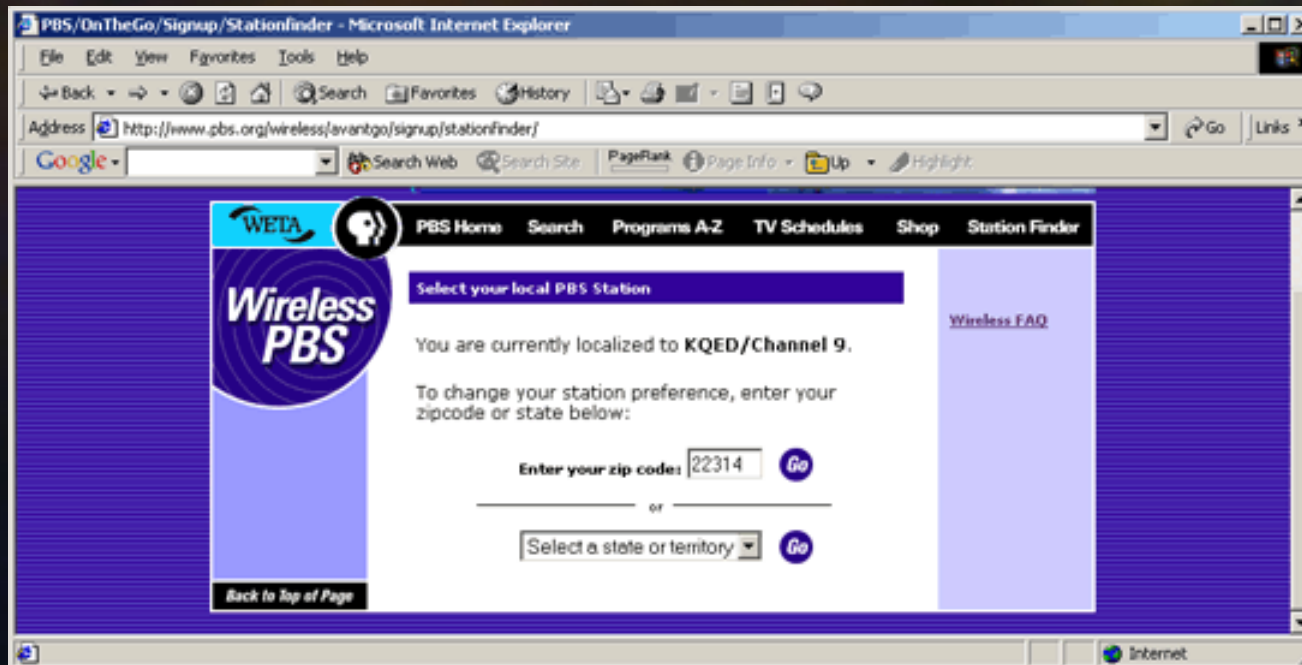 PBS/OnTheGo/Signup/Stationfinder - Microsoft Internet Explorer
File Edit View Favorites Tools Help
Back Search Favorites History
Address http://www.pbs.org/wireless/avantgo/signup/stationfinder/ Go Links
Google Search Web Search Site PageRank Page Info Up Highlight
WETA PBS Home Search Programs A-Z TV Schedules Shop Station Finder
Wireless PBS
Select your local PBS Station
Wireless FAQ
You are currently localized to KQED/Channel 9.
To change your station preference, enter your
zipcode or state below:
Enter your zip code: 22314 Go
or
Select a state or territory Go
Back to Top of Page
Internet